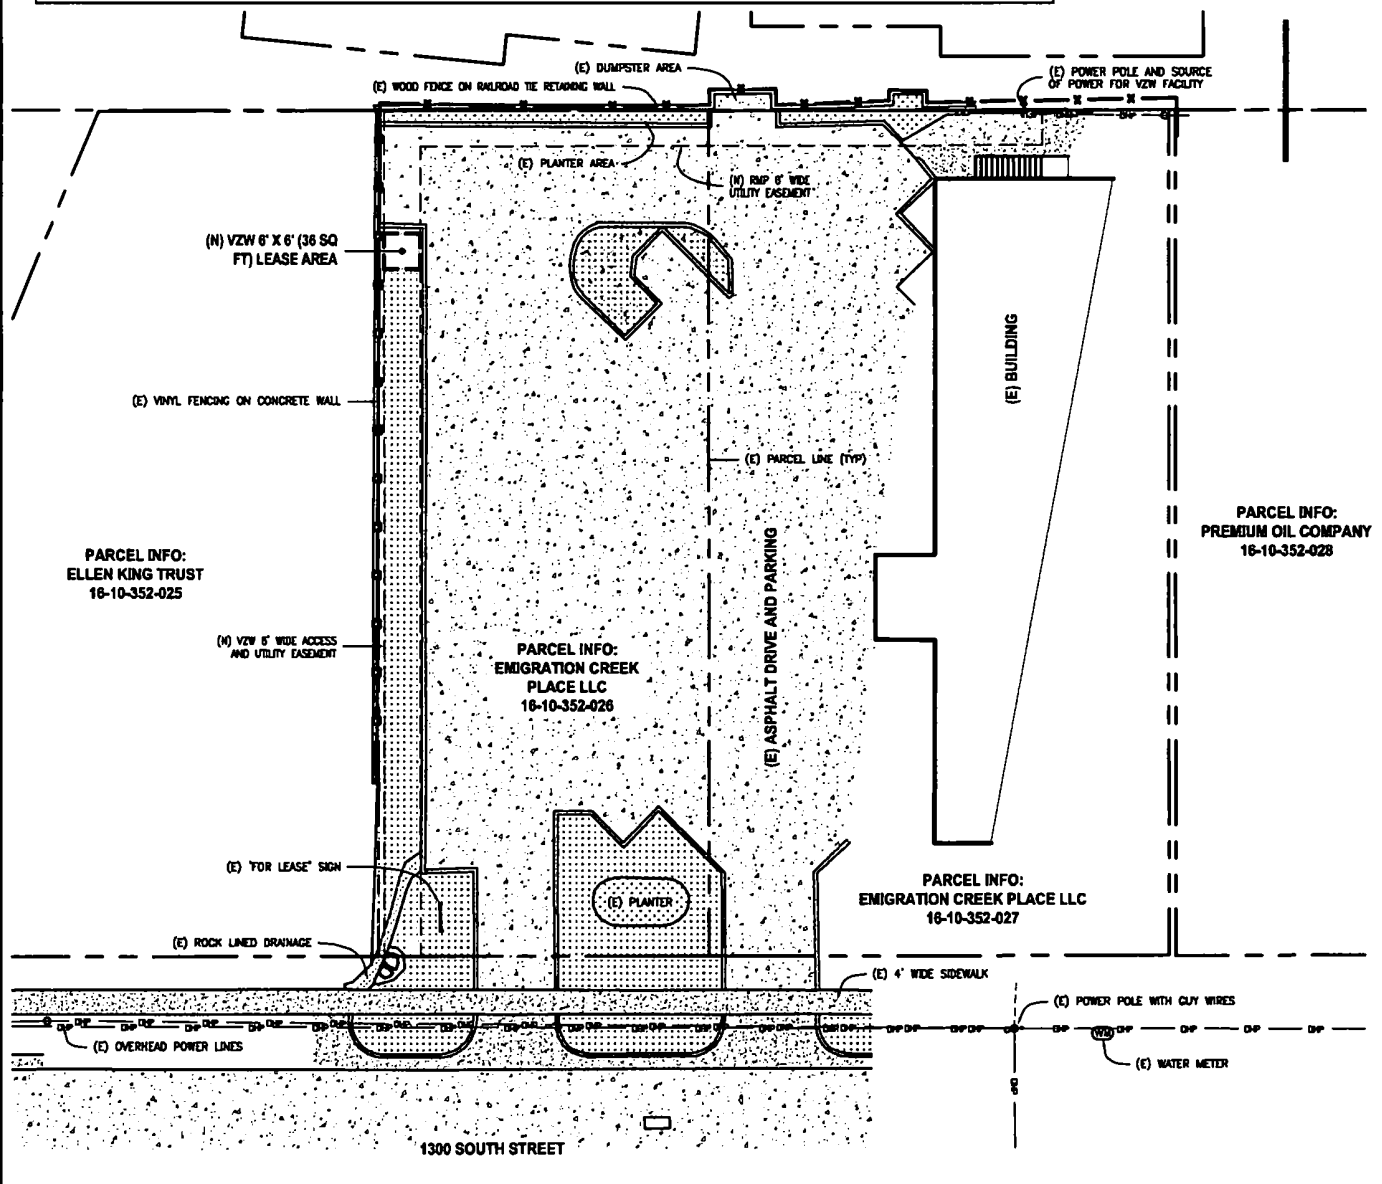 (E) DUMPSTER AREA
(E) WOOD FENCE ON RAILROAD TIE RETAINING WALL
(E) POWER POLE AND SOURCE
OF POWER FOR VZW FACILITY
(E) PLANTER AREA
(N) RMP 6' WIDE
UTILITY EASEMENT
(N) VZW 6' X 6' (36 SQ
FT) LEASE AREA
(E) BUILDING
(E) VINYL FENCING ON CONCRETE WALL
(E) PARCEL LINE (TYP)
PARCEL INFO:
PREMIUM OIL COMPANY
16-10-352-028
PARCEL INFO:
ELLEN KING TRUST
16-10-352-025
(E) ASPHALT DRIVE AND PARKING
(N) VZW 6' WIDE ACCESS
AND UTILITY EASEMENT
PARCEL INFO:
EMIGRATION CREEK
PLACE LLC
16-10-352-026
(E) "FOR LEASE" SIGN
(E) PLANTER
PARCEL INFO:
EMIGRATION CREEK PLACE LLC
16-10-352-027
(E) ROCK LINED DRAINAGE
(E) 4' WIDE SIDEWALK
(E) POWER POLE WITH GUY WIRES
(E) OVERHEAD POWER LINES
WM
(E) WATER METER
1300 SOUTH STREET